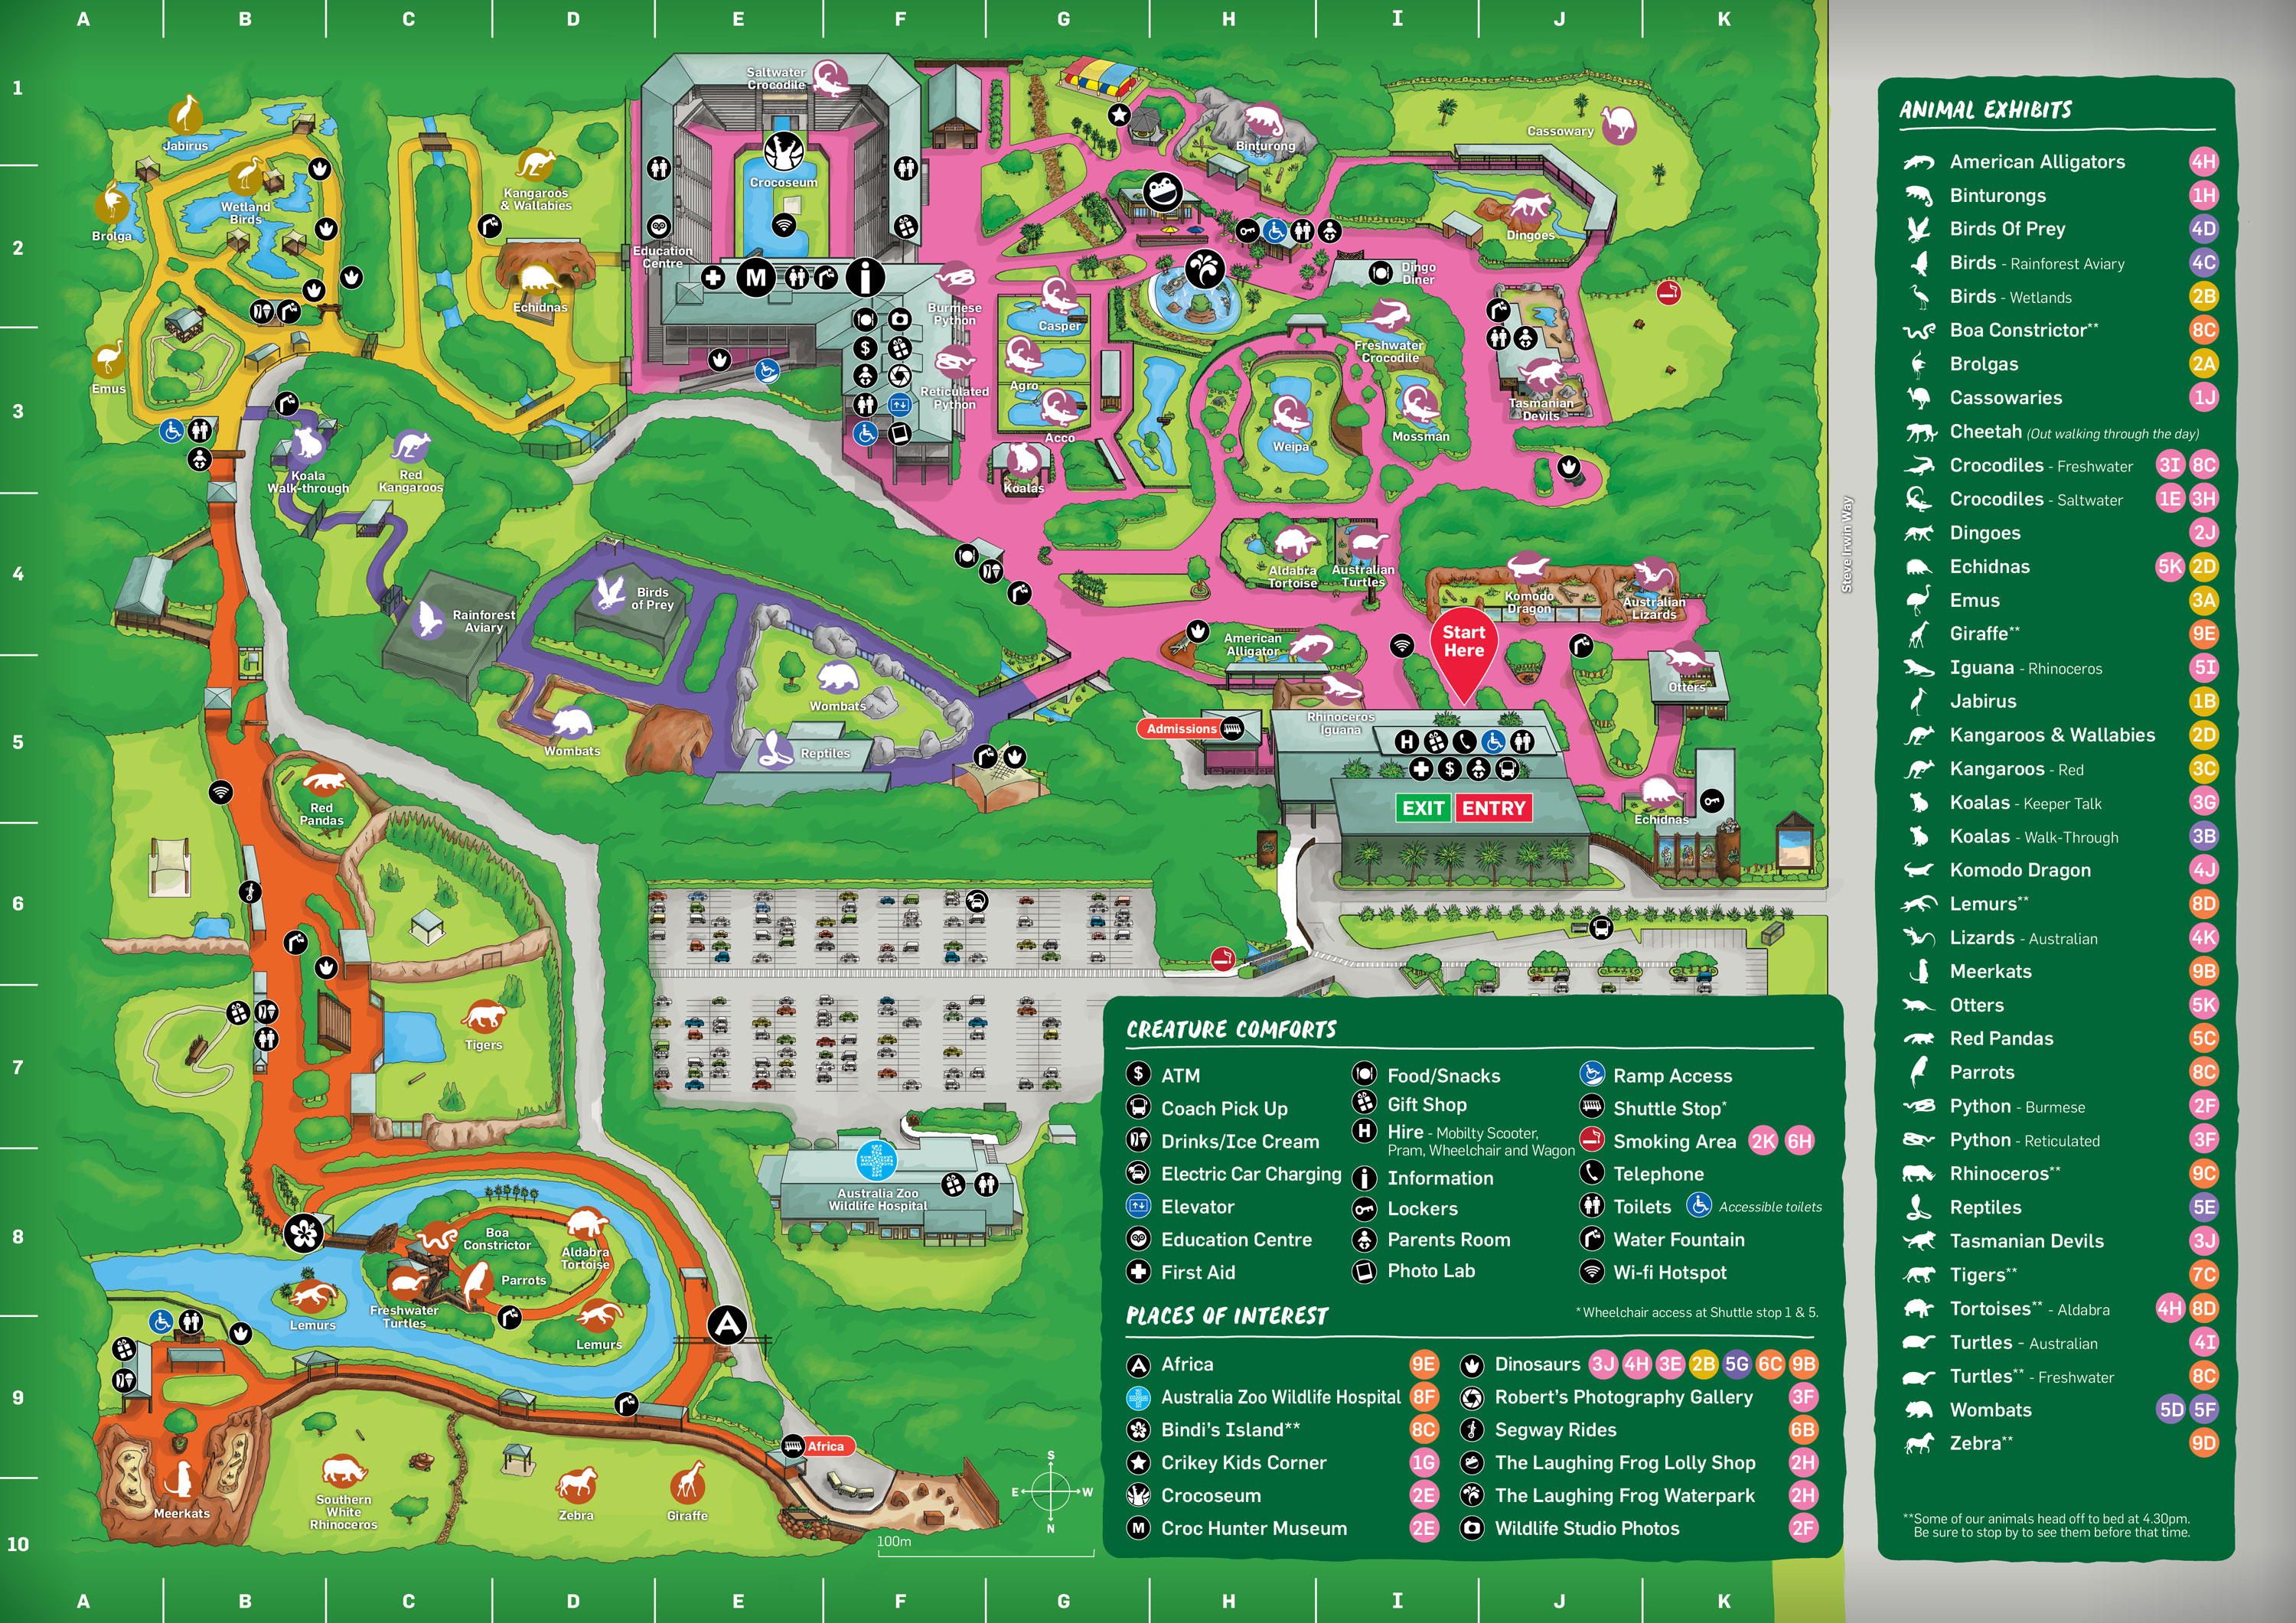 A B C D E F G H I J K
1
2
3
4
5
6
7
8
9
10
Saltwater
Crocodile
Jabirus
Wetland
Birds
Brolga
Emus
Kangaroos
& Wallabies
Echidnas
Crocoseum
Education
Centre
M
Burmese
Python
Reticulated
Python
$
Casper
Agro
Acco
Koalas
Binturong
Cassowary
Dingoes
Dingo
Diner
Freshwater
Crocodile
Tasmanian
Devils
Weipa
Mossman
Koala
Walk-through
Red
Kangaroos
Rainforest
Aviary
Birds
of Prey
Wombats
Wombats
Reptiles
Aldabra
Tortoise
Australian
Turtles
Komodo
Dragon
Australian
Lizards
American
Alligator
Start
Here
Otters
Rhinoceros
Iguana
Admissions
H
$
EXIT ENTRY
Echidnas
Red
Pandas
Tigers
Australia Zoo
Wildlife Hospital
Boa
Constrictor
Aldabra
Tortoise
Parrots
Freshwater
Turtles
Lemurs
Lemurs
A
Africa
Meerkats
Southern
White
Rhinoceros
Zebra
Giraffe
S
E W
N
100m
Steve Irwin Way
CREATURE COMFORTS
$ ATM
Coach Pick Up
Drinks/Ice Cream
Electric Car Charging
Elevator
Education Centre
First Aid
Food/Snacks
Gift Shop
H Hire - Mobilty Scooter,
Pram, Wheelchair and Wagon
Information
Lockers
Parents Room
Photo Lab
Ramp Access
Shuttle Stop*
Smoking Area 2K 6H
Telephone
Toilets Accessible toilets
Water Fountain
Wi-fi Hotspot
*Wheelchair access at Shuttle stop 1 & 5.
PLACES OF INTEREST
A Africa 9E
Australia Zoo Wildlife Hospital 8F
Bindi's Island** 8C
Crikey Kids Corner 1G
Crocoseum 2E
M Croc Hunter Museum 2E
Dinosaurs 3J 4H 3E 2B 5G 6C 9B
Robert's Photography Gallery 3F
Segway Rides 6B
The Laughing Frog Lolly Shop 2H
The Laughing Frog Waterpark 2H
Wildlife Studio Photos 2F
A B C D E F G H I J K
ANIMAL EXHIBITS
American Alligators 4H
Binturongs 1H
Birds Of Prey 4D
Birds - Rainforest Aviary 4C
Birds - Wetlands 2B
Boa Constrictor** 8C
Brolgas 2A
Cassowaries 1J
Cheetah (Out walking through the day)
Crocodiles - Freshwater 3I 8C
Crocodiles - Saltwater 1E 3H
Dingoes 2J
Echidnas 5K 2D
Emus 3A
Giraffe** 9E
Iguana - Rhinoceros 5I
Jabirus 1B
Kangaroos & Wallabies 2D
Kangaroos - Red 3C
Koalas - Keeper Talk 3G
Koalas - Walk-Through 3B
Komodo Dragon 4J
Lemurs** 8D
Lizards - Australian 4K
Meerkats 9B
Otters 5K
Red Pandas 5C
Parrots 8C
Python - Burmese 2F
Python - Reticulated 3F
Rhinoceros** 9C
Reptiles 5E
Tasmanian Devils 3J
Tigers** 7C
Tortoises** - Aldabra 4H 8D
Turtles - Australian 4I
Turtles** - Freshwater 8C
Wombats 5D 5F
Zebra** 9D
**Some of our animals head off to bed at 4.30pm.
Be sure to stop by to see them before that time.